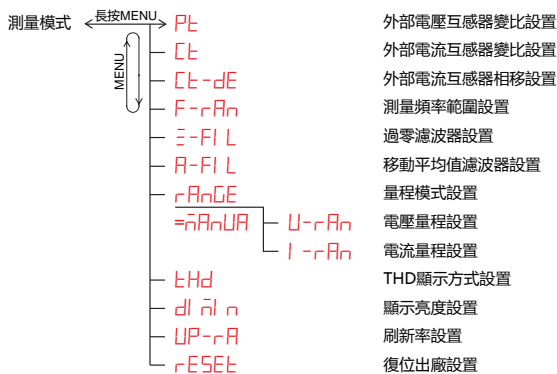 測量模式 長按MENU Pt 外部電壓互感器變比設置
Ct 外部電流互感器變比設置
MENU
Ct-dE 外部電流互感器相移設置
F-rAn 測量頻率範圍設置
Ξ-FIL 過零濾波器設置
A-FIL 移動平均值濾波器設置
rAnGE 量程模式設置
=mAnUA U-rAn 電壓量程設置
I-rAn 電流量程設置
tHd THD顯示方式設置
dImIn 顯示亮度設置
UP-rA 刷新率設置
rESEt 復位出廠設置